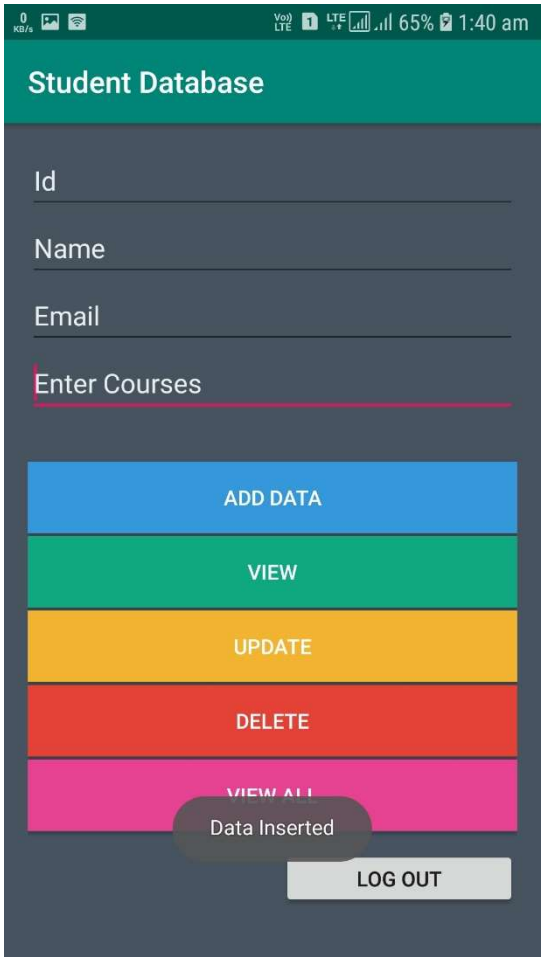 0
KB/s
Vo))
LTE 1 LTE 65% 1:40 am
Student Database
Id
Name
Email
Enter Courses
ADD DATA
VIEW
UPDATE
DELETE
VIEW ALL
Data Inserted
LOG OUT